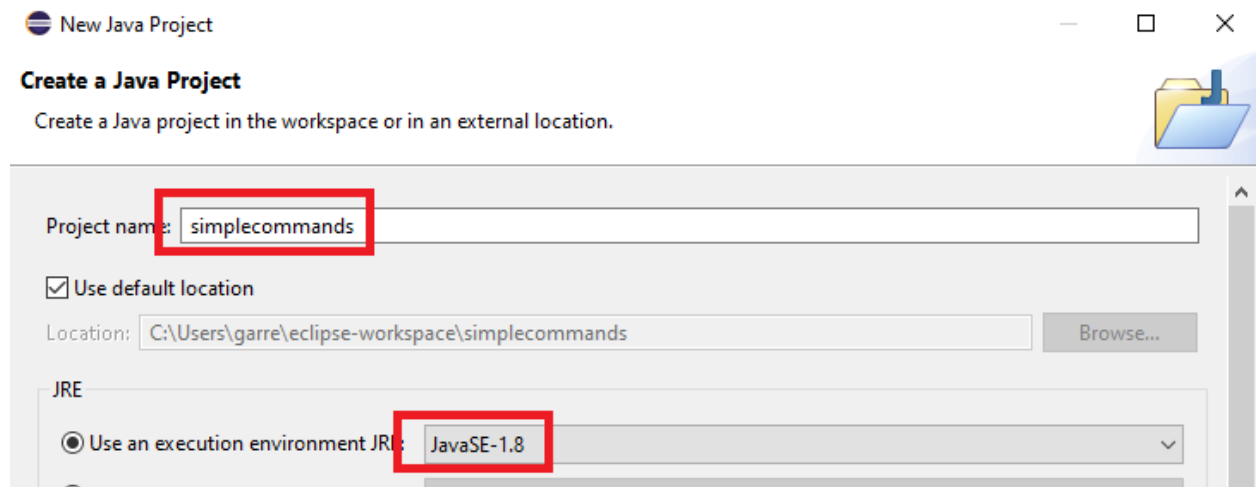 New Java Project
Create a Java Project
Create a Java project in the workspace or in an external location.
Project name: simplecommands
Use default location
Location: C:\Users\garre\eclipse-workspace\simplecommands Browse...
JRE
Use an execution environment JRE: JavaSE-1.8